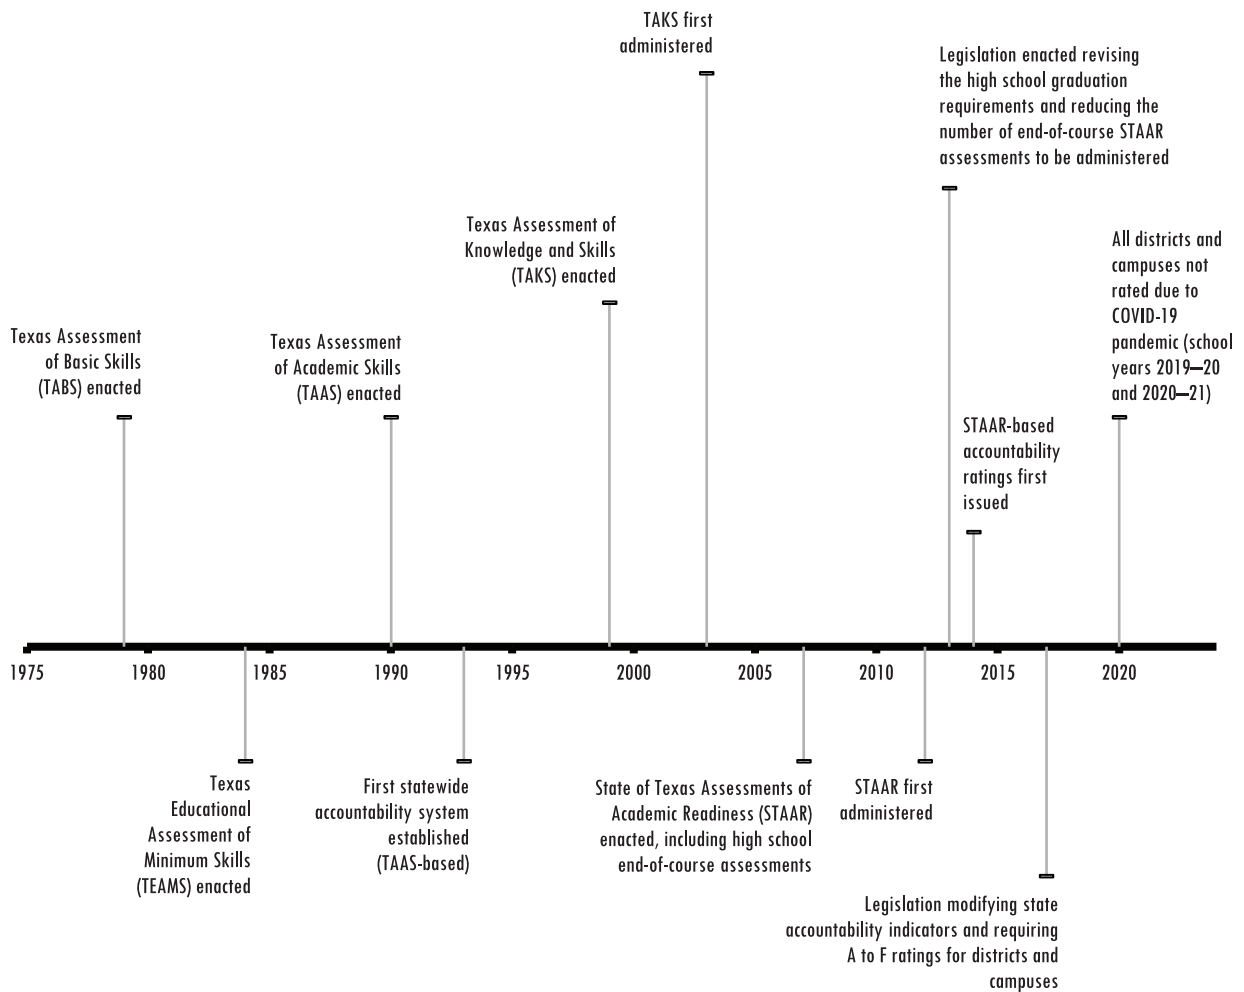 TAKS first
administered
Legislation enacted revising
the high school graduation
requirements and reducing the
number of end-of-course STAAR
assessments to be administered
Texas Assessment of
Knowledge and Skills
(TAKS) enacted
All districts and
campuses not
rated due to
COVID-19
pandemic (school
years 2019–20
and 2020–21)
Texas Assessment
of Basic Skills
(TABS) enacted
Texas Assessment
of Academic Skills
(TAAS) enacted
STAAR-based
accountability
ratings first
issued
1975 1980 1985 1990 1995 2000 2005 2010 2015 2020
Texas
Educational
Assessment of
Minimum Skills
(TEAMS) enacted
First statewide
accountability system
established
(TAAS-based)
State of Texas Assessments of
Academic Readiness (STAAR)
enacted, including high school
end-of-course assessments
STAAR first
administered
Legislation modifying state
accountability indicators and requiring
A to F ratings for districts and
campuses